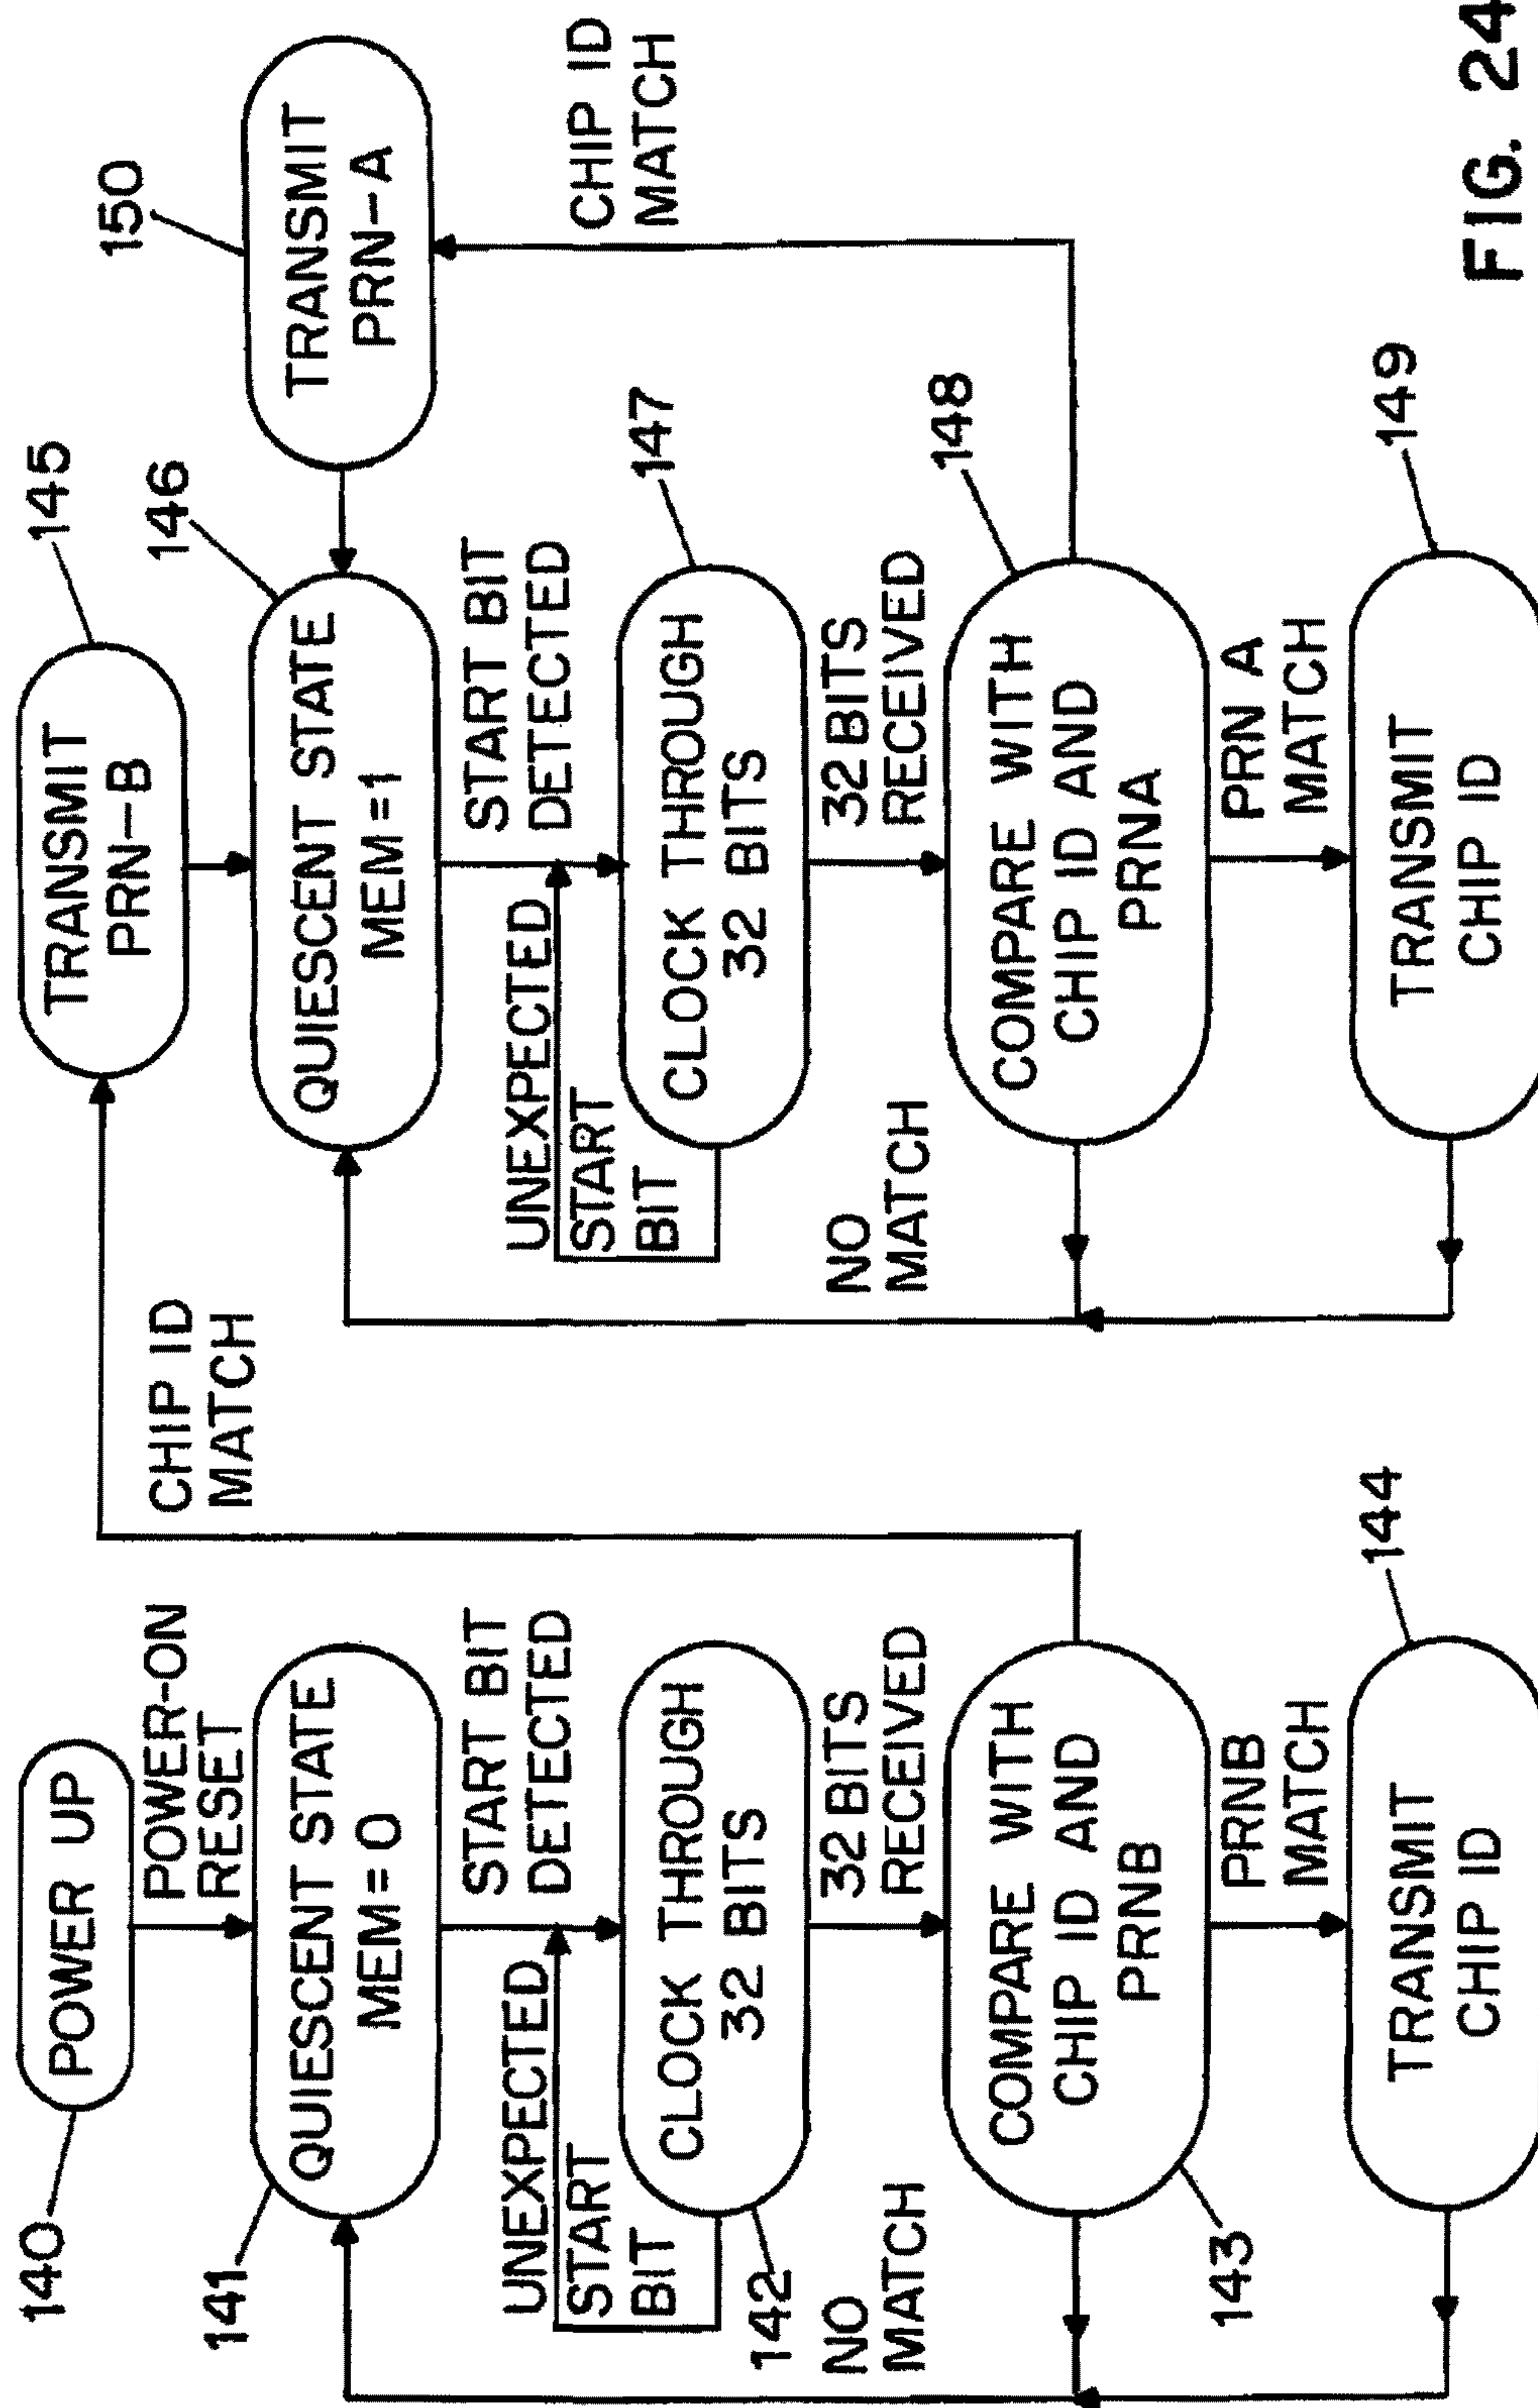 140
POWER UP
POWER-ON
RESET
141
QUIESCENT STATE
MEM = 0
START BIT
DETECTED
UNEXPECTED
START
BIT
142
CLOCK THROUGH
32 BITS
32 BITS
RECEIVED
NO
MATCH
143
COMPARE WITH
CHIP ID AND
PRNB
PRNB
MATCH
144
TRANSMIT
CHIP ID
CHIP ID
MATCH
145
TRANSMIT
PRN-B
146
QUIESCENT STATE
MEM = 1
150
TRANSMIT
PRN-A
START BIT
DETECTED
UNEXPECTED
START
BIT
147
CLOCK THROUGH
32 BITS
32 BITS
RECEIVED
CHIP ID
MATCH
NO
MATCH
148
COMPARE WITH
CHIP ID AND
PRNA
PRN A
MATCH
149
TRANSMIT
CHIP ID
FIG. 24